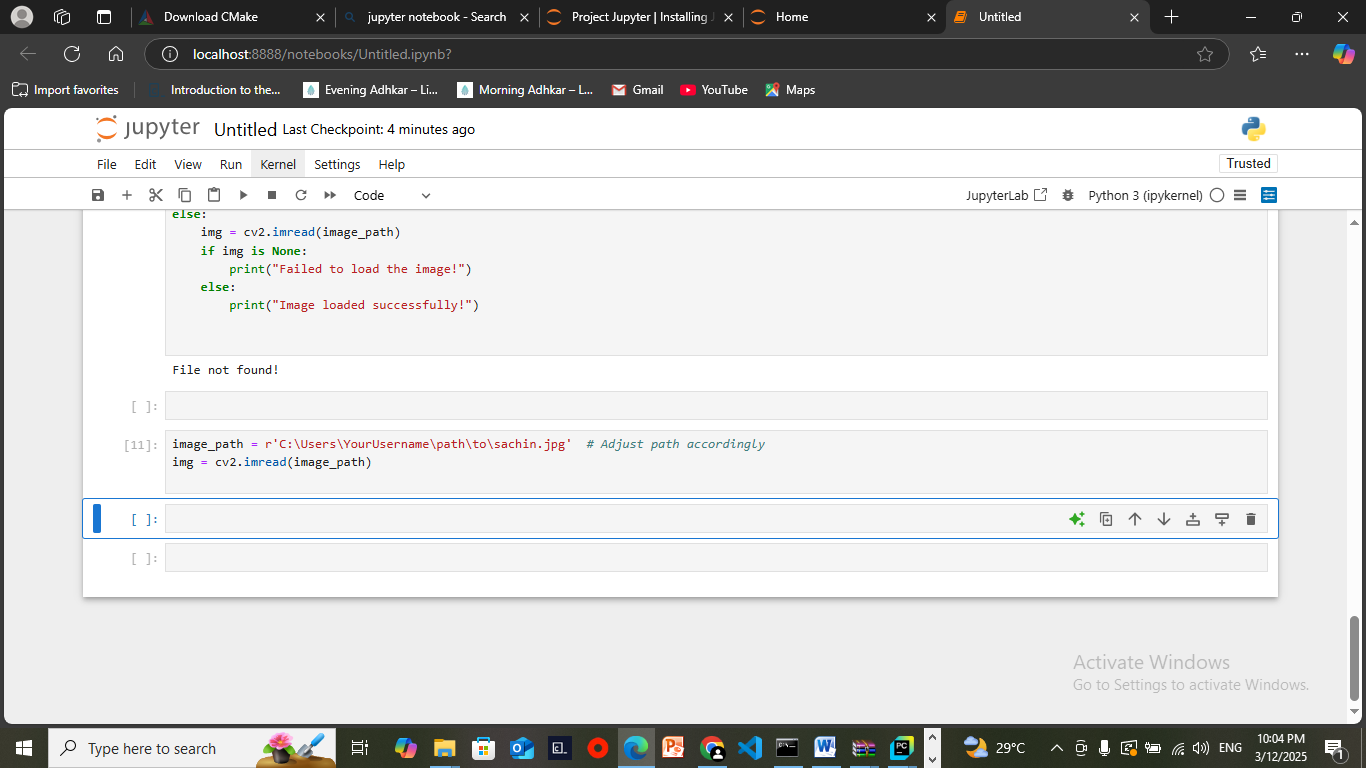 Download CMake
jupyter notebook - Search
Project Jupyter | Installing J
Home
Untitled
localhost:8888/notebooks/Untitled.ipynb?
Import favorites
Introduction to the...
Evening Adhkar – Li...
Morning Adhkar – L...
Gmail
YouTube
Maps
jupyter Untitled Last Checkpoint: 4 minutes ago
File Edit View Run Kernel Settings Help
Trusted
Code
JupyterLab
Python 3 (ipykernel)
else:
img = cv2.imread(image_path)
if img is None:
print("Failed to load the image!")
else:
print("Image loaded successfully!")
File not found!
[ ]:
[11]:
image_path = r'C:\Users\YourUsername\path\to\sachin.jpg' # Adjust path accordingly
img = cv2.imread(image_path)
[ ]:
[ ]:
Activate Windows
Go to Settings to activate Windows.
Type here to search
PC
29°C
ENG
10:04 PM
3/12/2025
1